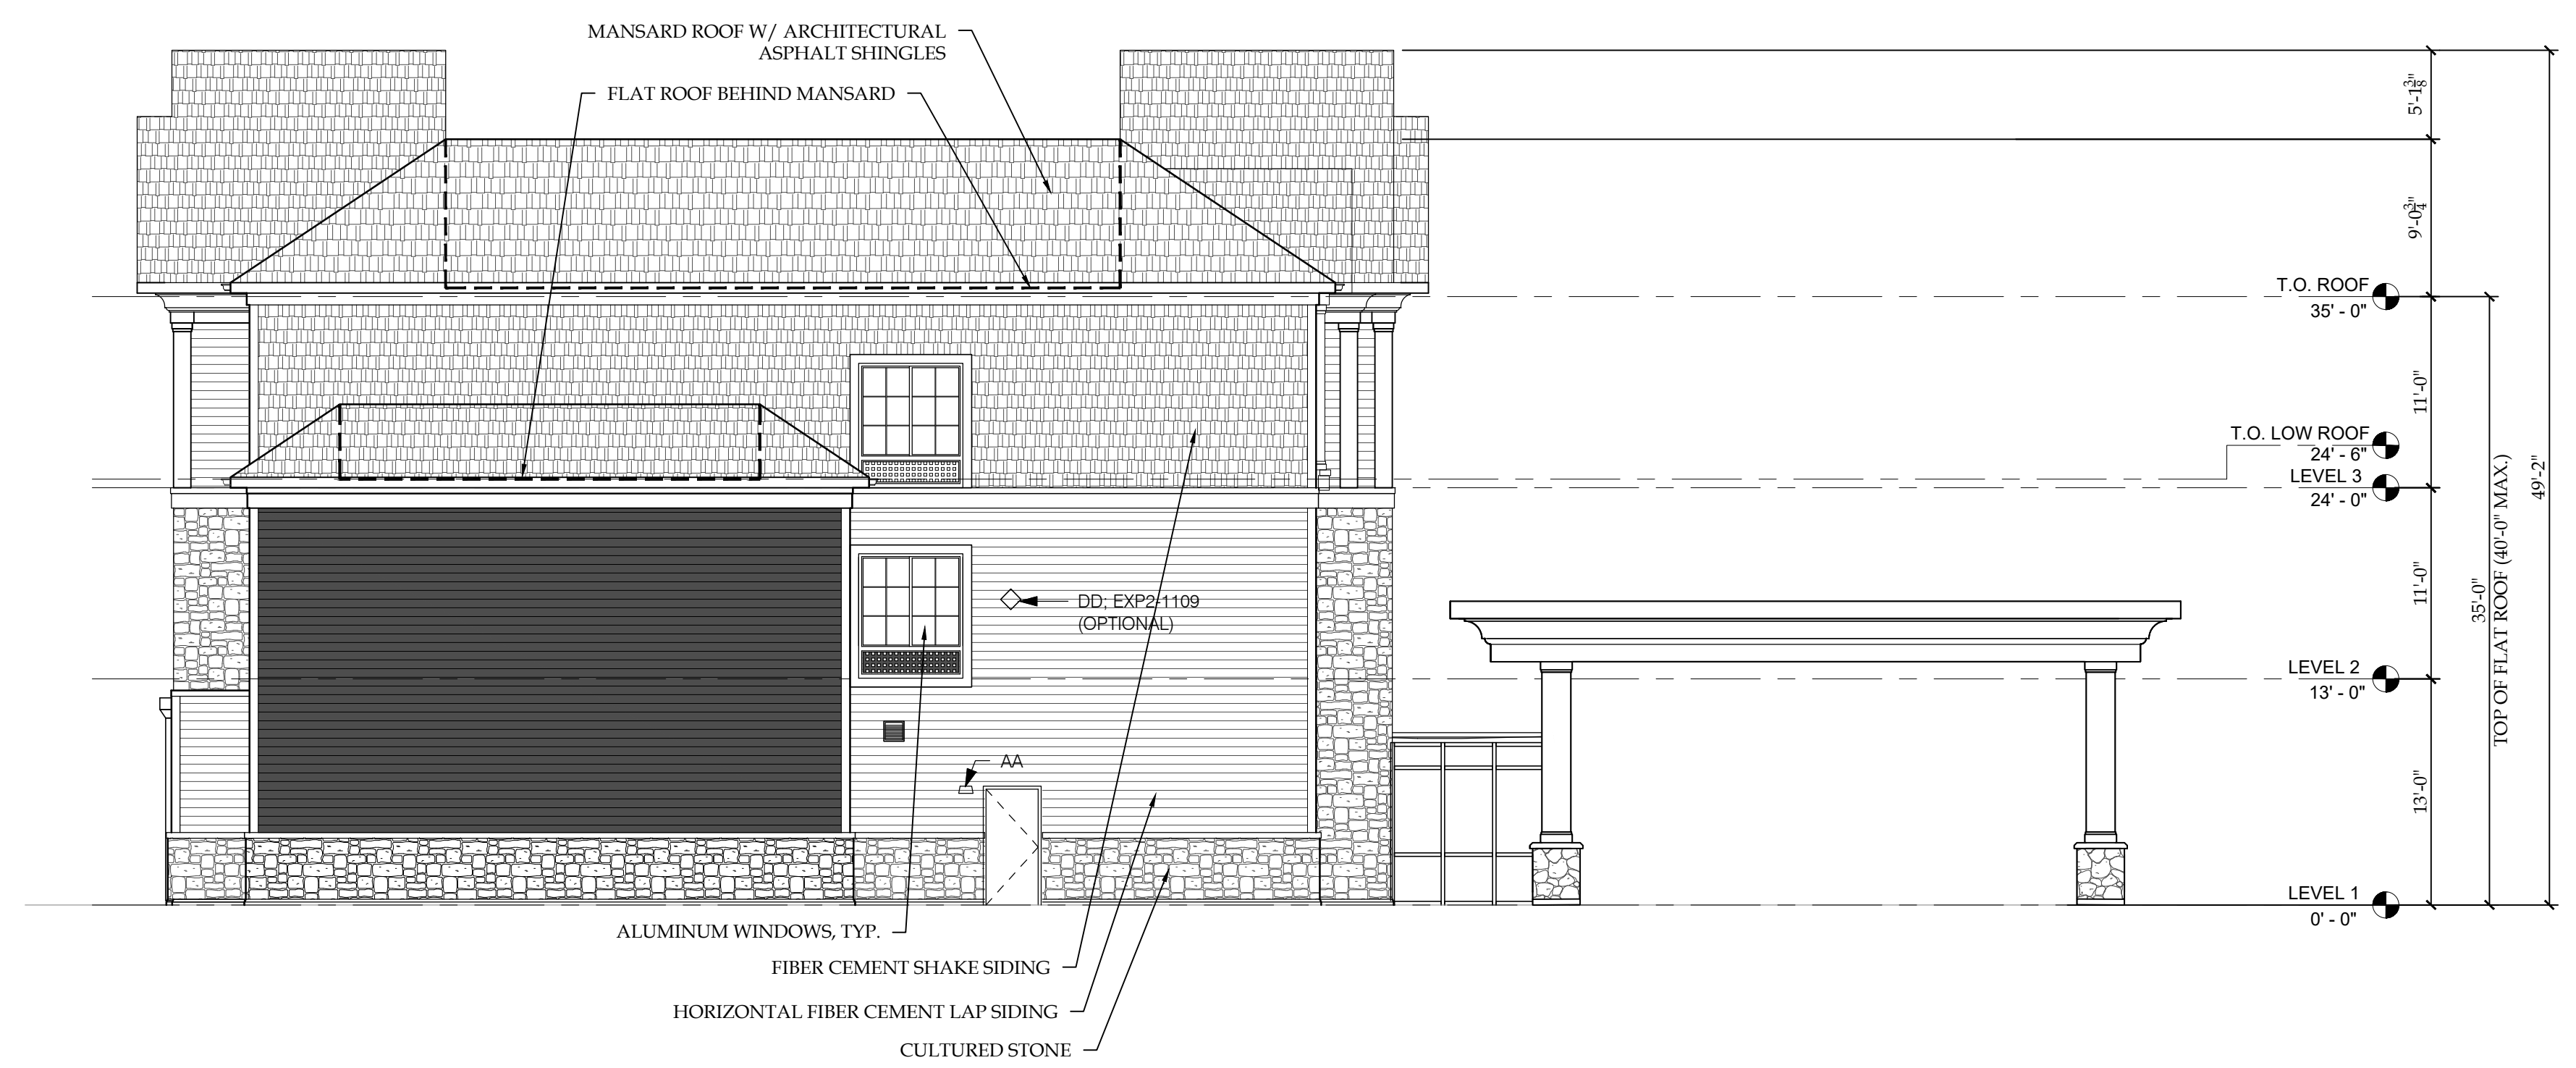 MANSARD ROOF W/ ARCHITECTURAL
ASPHALT SHINGLES
FLAT ROOF BEHIND MANSARD
5'-1 3/8"
9'-0 3/4"
T.O. ROOF
35' - 0"
11'-0"
T.O. LOW ROOF
24' - 6"
LEVEL 3
24' - 0"
49'-2"
35'-0"
TOP OF FLAT ROOF (40'-0" MAX.)
11'-0"
DD; EXP2-1109
(OPTIONAL)
LEVEL 2
13' - 0"
AA
13'-0"
LEVEL 1
0' - 0"
ALUMINUM WINDOWS, TYP.
FIBER CEMENT SHAKE SIDING
HORIZONTAL FIBER CEMENT LAP SIDING
CULTURED STONE